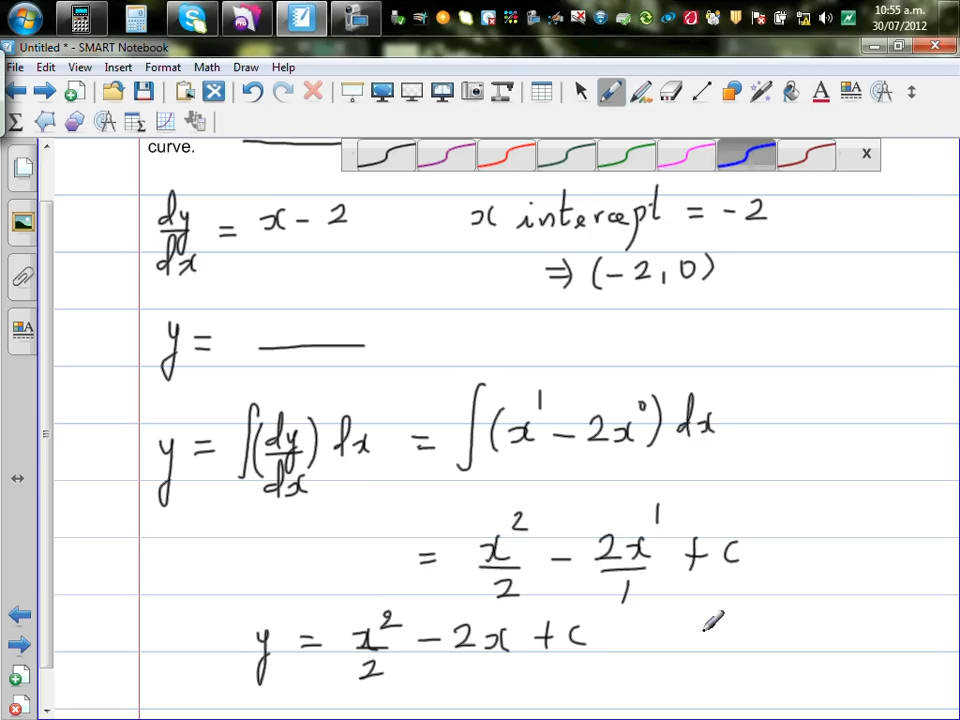 10:55 a.m.
30/07/2012
Untitled * - SMART Notebook
File Edit View Insert Format Math Draw Help
curve.
dy/dx = x - 2
x intercept = -2
⇒ (-2, 0)
y = ____
y = ∫(dy/dx) dx = ∫(x¹ - 2x⁰) dx
= x²/2 - 2x¹/1 + c
y = x²/2 - 2x + c